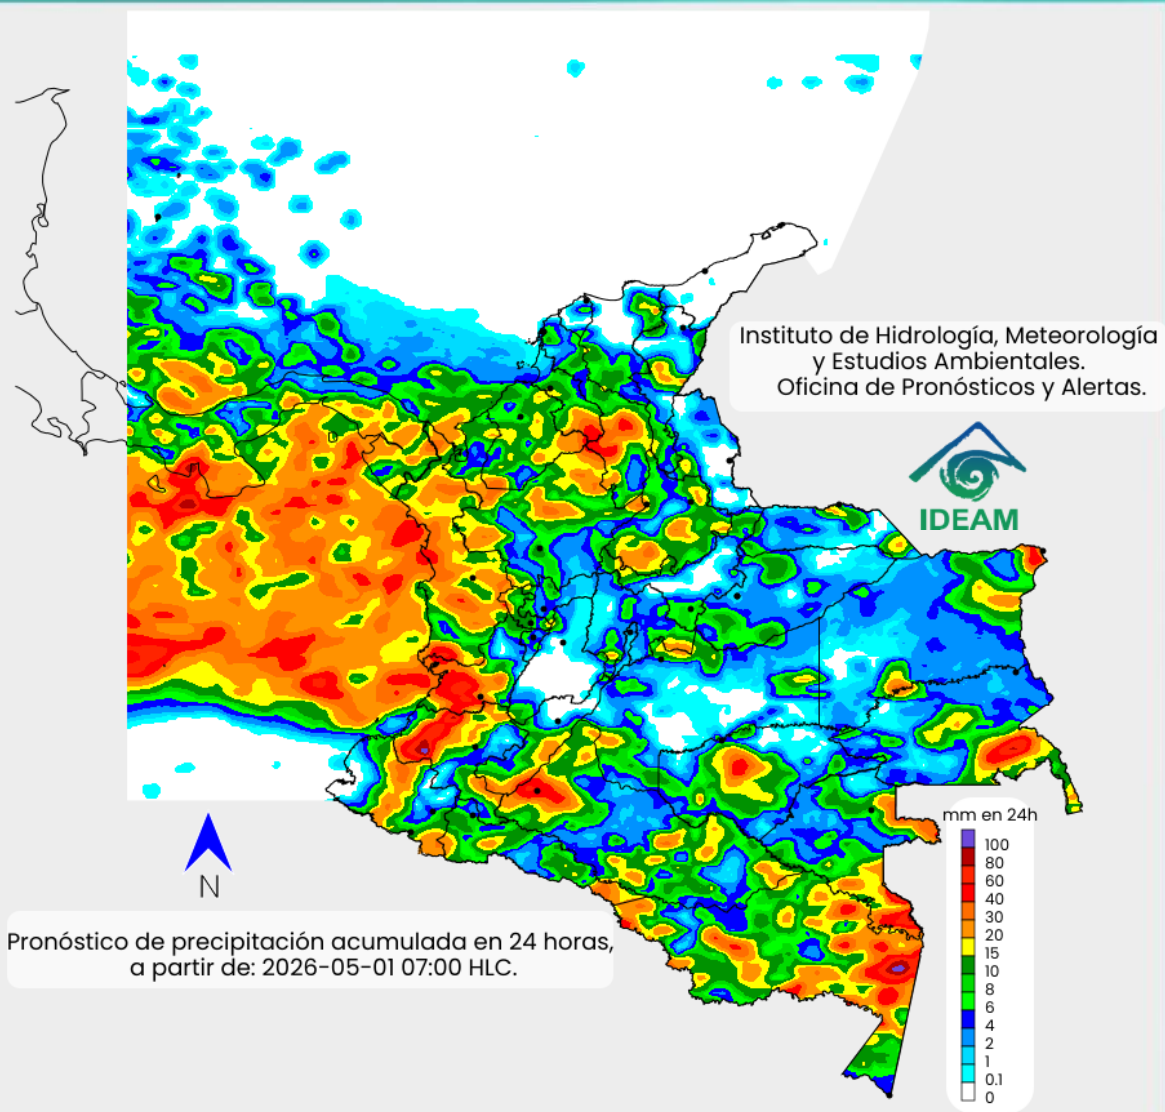 Instituto de Hidrología, Meteorología
y Estudios Ambientales.
Oficina de Pronósticos y Alertas.
IDEAM
mm en 24h
100
80
60
40
30
20
15
10
8
6
4
2
1
0.1
0
N
Pronóstico de precipitación acumulada en 24 horas,
a partir de: 2026-05-01 07:00 HLC.